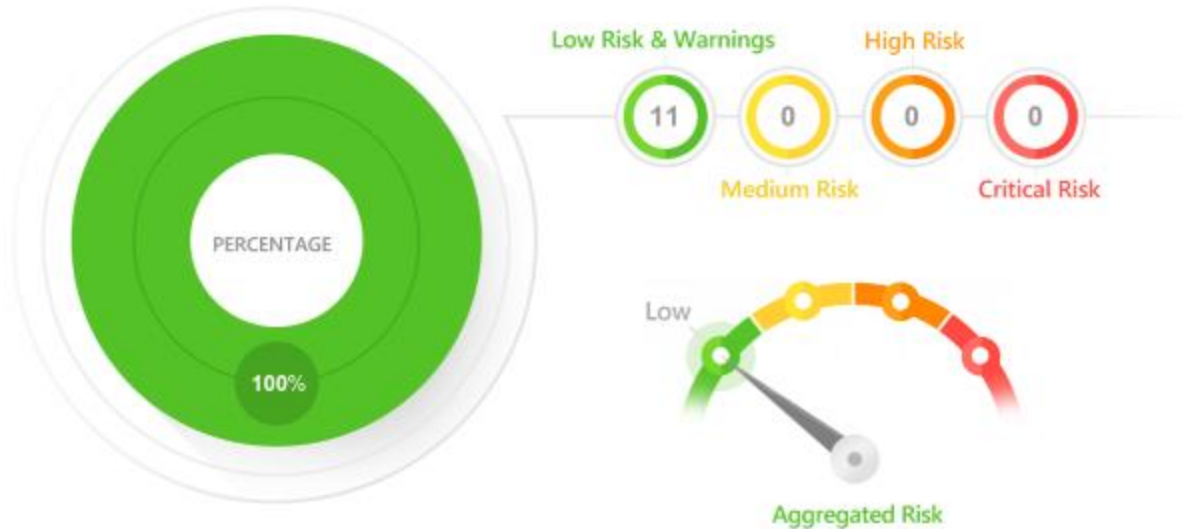 Low Risk & Warnings
High Risk
11
0
0
0
Medium Risk
Critical Risk
PERCENTAGE
100%
Low
Aggregated Risk